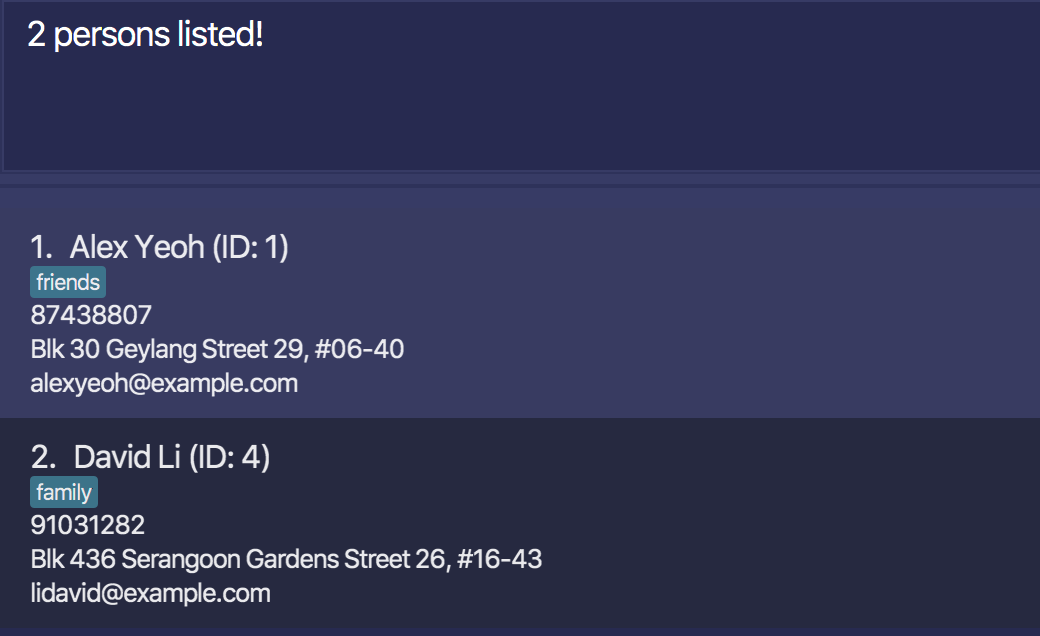 2 persons listed!
1. Alex Yeoh (ID: 1)
friends
87438807
Blk 30 Geylang Street 29, #06-40
alexyeoh@example.com
2. David Li (ID: 4)
family
91031282
Blk 436 Serangoon Gardens Street 26, #16-43
lidavid@example.com